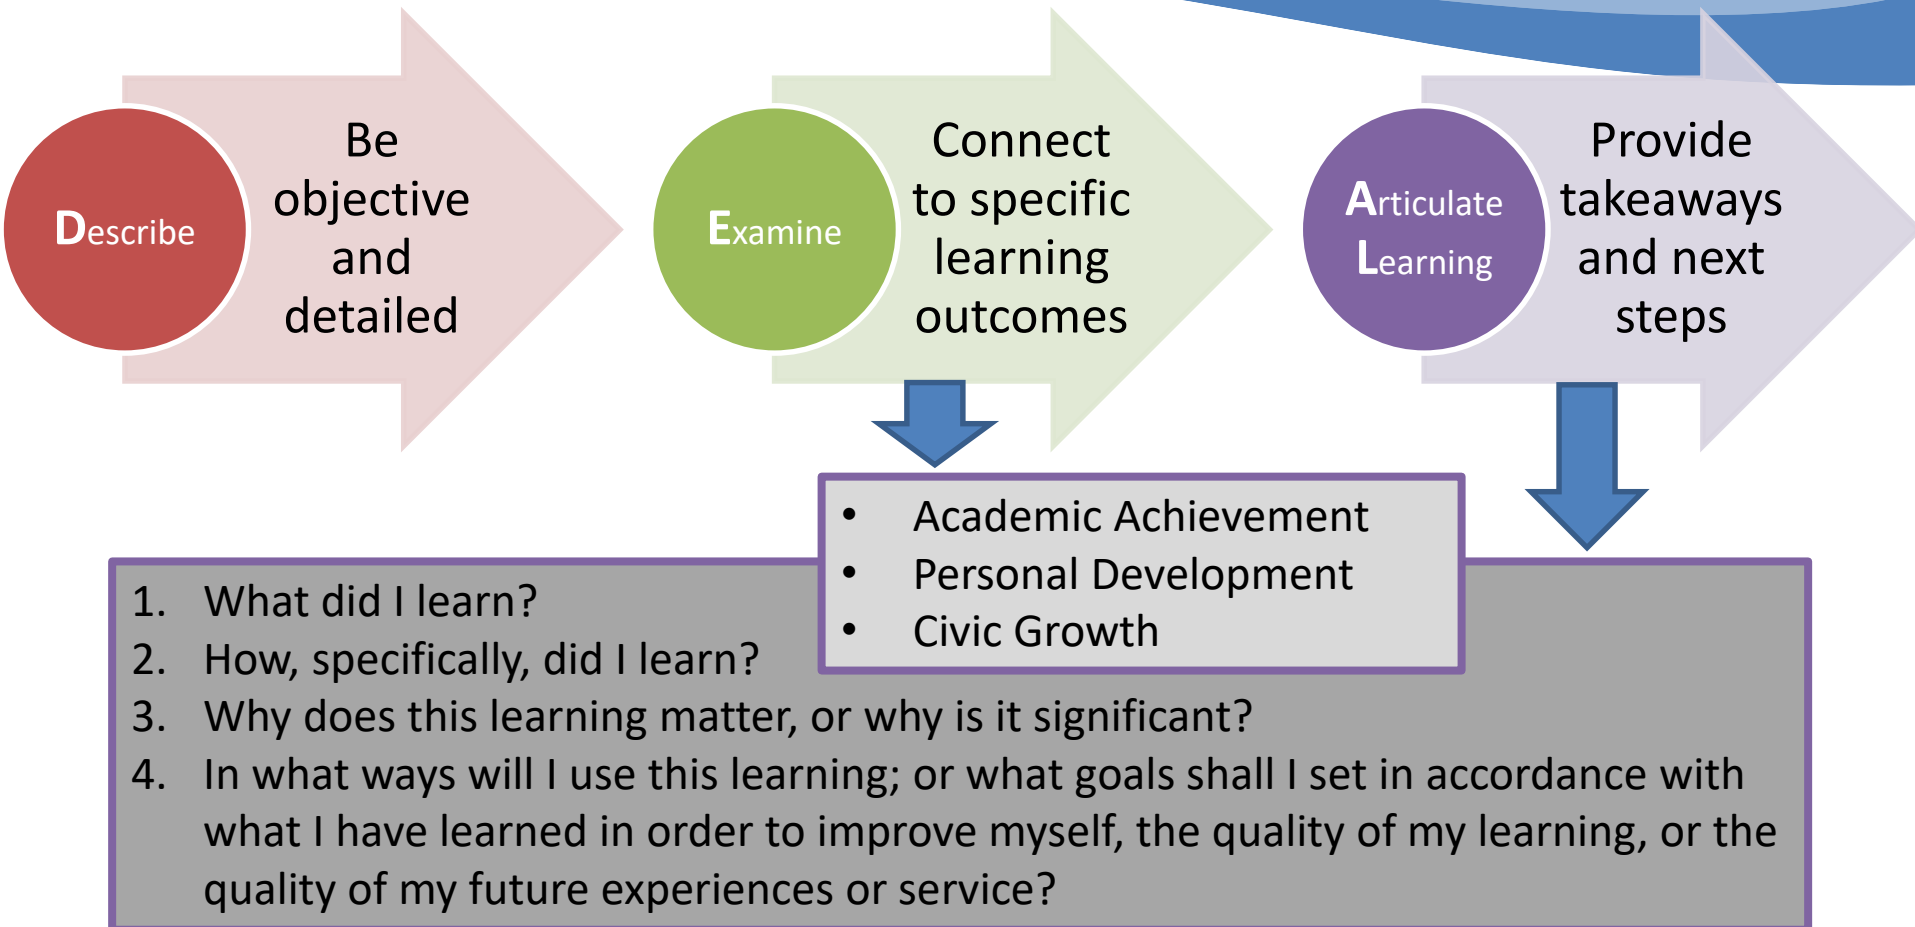 Describe
Be
objective
and
detailed
Examine
Connect
to specific
learning
outcomes
Articulate
Learning
Provide
takeaways
and next
steps
• Academic Achievement
• Personal Development
• Civic Growth
1. What did I learn?
2. How, specifically, did I learn?
3. Why does this learning matter, or why is it significant?
4. In what ways will I use this learning; or what goals shall I set in accordance with
what I have learned in order to improve myself, the quality of my learning, or the
quality of my future experiences or service?